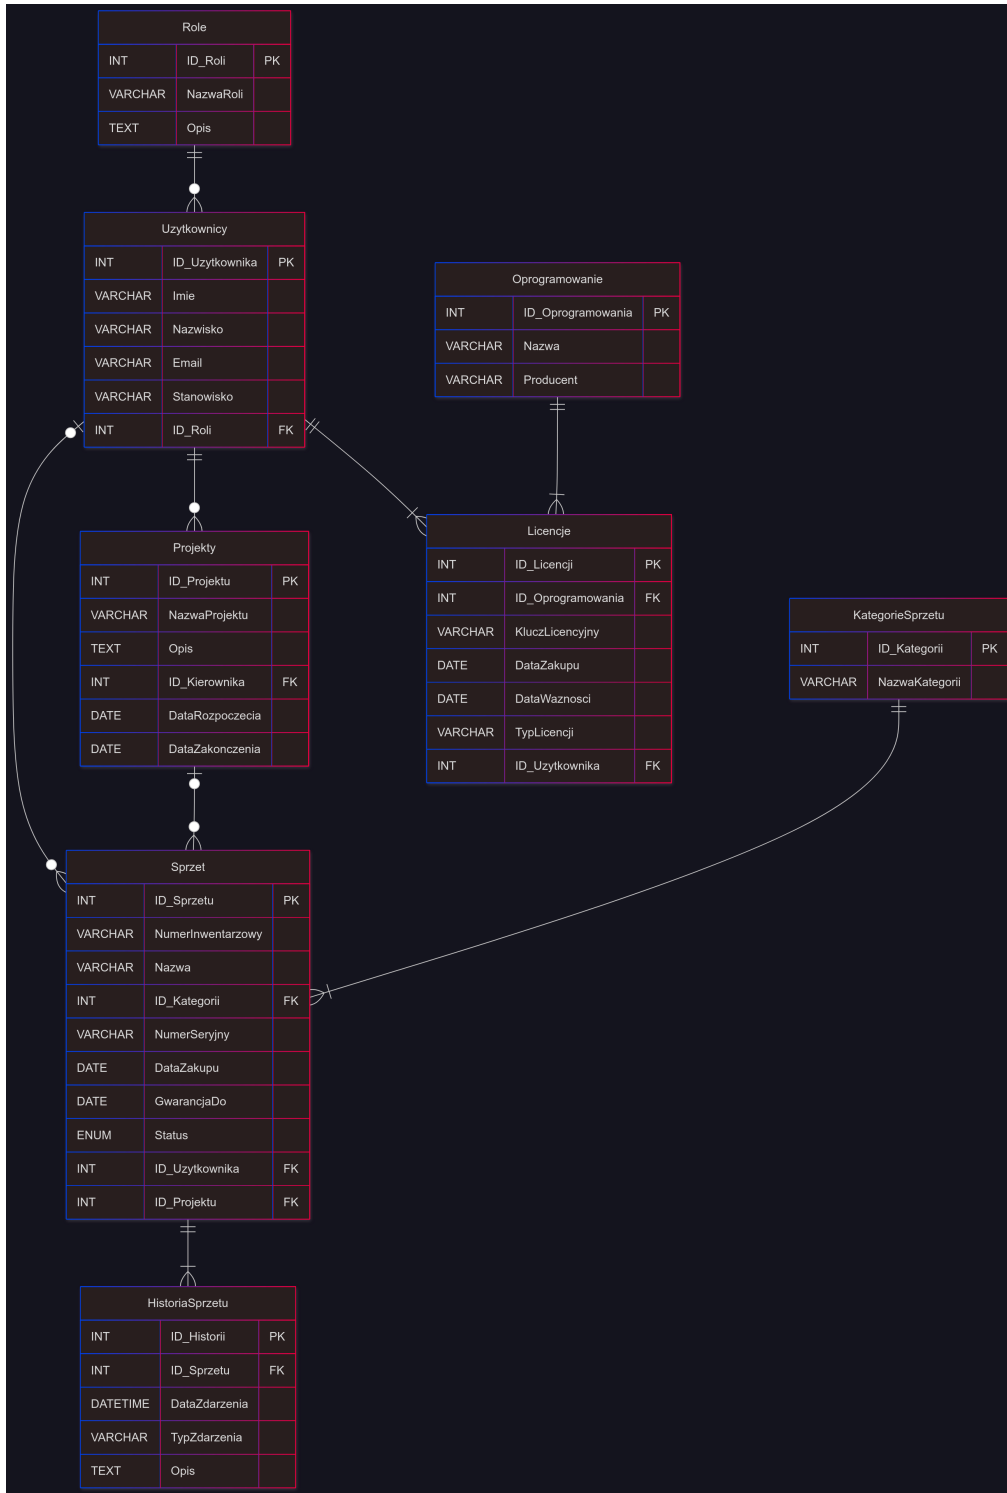 Role
INT ID_Roli PK
VARCHAR NazwaRoli
TEXT Opis
Uzytkownicy
INT ID_Uzytkownika PK
VARCHAR Imie
VARCHAR Nazwisko
VARCHAR Email
VARCHAR Stanowisko
INT ID_Roli FK
Oprogramowanie
INT ID_Oprogramowania PK
VARCHAR Nazwa
VARCHAR Producent
Projekty
INT ID_Projektu PK
VARCHAR NazwaProjektu
TEXT Opis
INT ID_Kierownika FK
DATE DataRozpoczecia
DATE DataZakonczenia
Licencje
INT ID_Licencji PK
INT ID_Oprogramowania FK
VARCHAR KluczLicencyjny
DATE DataZakupu
DATE DataWaznosci
VARCHAR TypLicencji
INT ID_Uzytkownika FK
KategorieSprzetu
INT ID_Kategorii PK
VARCHAR NazwaKategorii
Sprzet
INT ID_Sprzetu PK
VARCHAR NumerInwentarzowy
VARCHAR Nazwa
INT ID_Kategorii FK
VARCHAR NumerSeryjny
DATE DataZakupu
DATE GwarancjaDo
ENUM Status
INT ID_Uzytkownika FK
INT ID_Projektu FK
HistoriaSprzetu
INT ID_Historii PK
INT ID_Sprzetu FK
DATETIME DataZdarzenia
VARCHAR TypZdarzenia
TEXT Opis